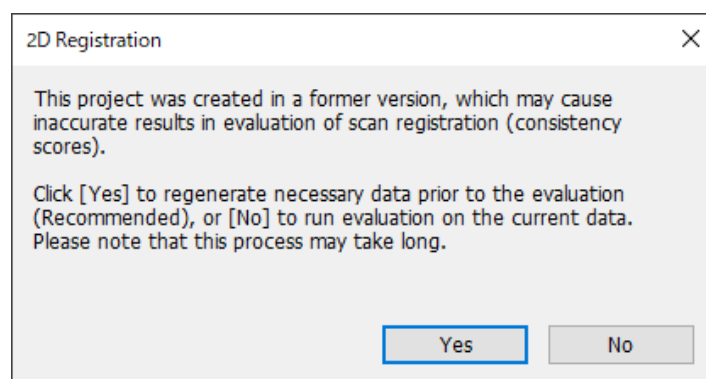 2D Registration
This project was created in a former version, which may cause
inaccurate results in evaluation of scan registration (consistency
scores).
Click [Yes] to regenerate necessary data prior to the evaluation
(Recommended), or [No] to run evaluation on the current data.
Please note that this process may take long.
Yes
No